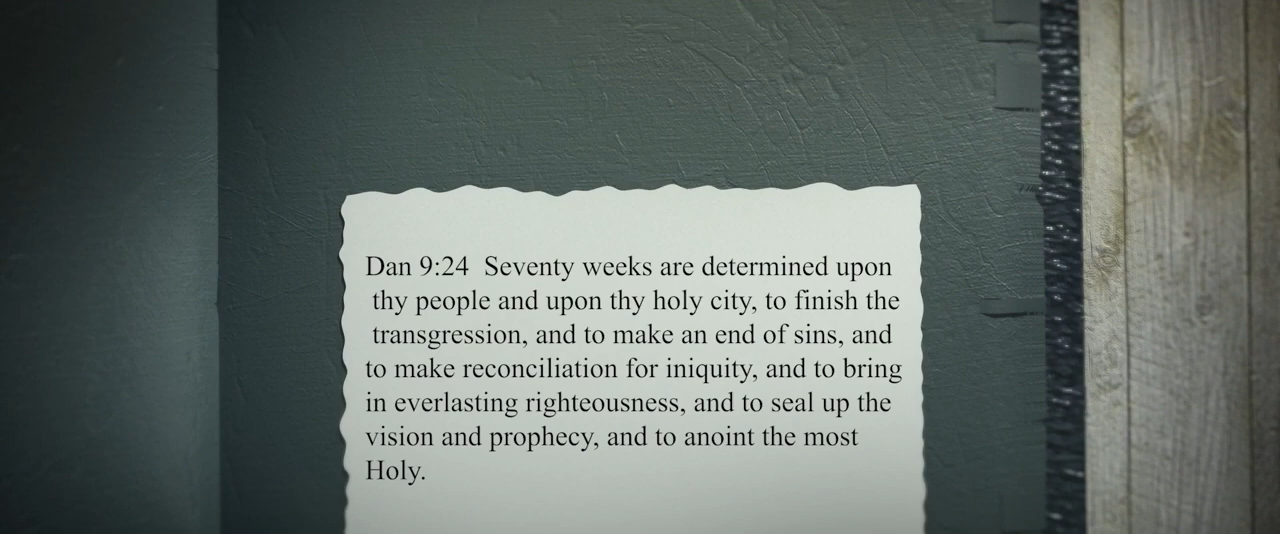 Dan 9:24  Seventy weeks are determined upon
thy people and upon thy holy city, to finish the
transgression, and to make an end of sins, and
to make reconciliation for iniquity, and to bring
in everlasting righteousness, and to seal up the
vision and prophecy, and to anoint the most
Holy.